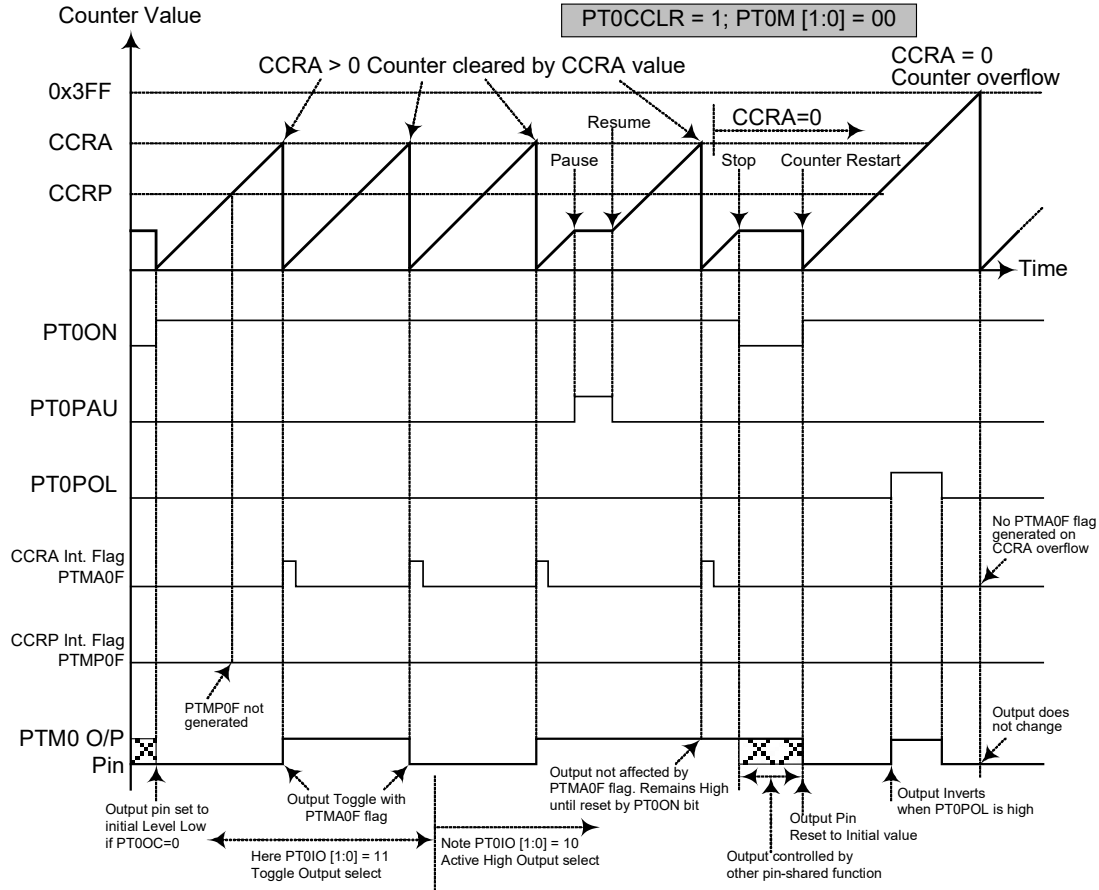 Counter Value
PT0CCLR = 1; PT0M [1:0] = 00
CCRA > 0 Counter cleared by CCRA value
CCRA = 0
Counter overflow
0x3FF
CCRA
CCRP
Resume
CCRA=0
Pause
Stop
Counter Restart
Time
PT0ON
PT0PAU
PT0POL
No PTMA0F flag
generated on
CCRA overflow
CCRA Int. Flag
PTMA0F
CCRP Int. Flag
PTMP0F
PTMP0F not
generated
PTM0 O/P
Pin
Output does
not change
Output pin set to
initial Level Low
if PT0OC=0
Output Toggle with
PTMA0F flag
Output not affected by
PTMA0F flag. Remains High
until reset by PT0ON bit
Output Inverts
when PT0POL is high
Output Pin
Reset to Initial value
Here PT0IO [1:0] = 11
Toggle Output select
Note PT0IO [1:0] = 10
Active High Output select
Output controlled by
other pin-shared function